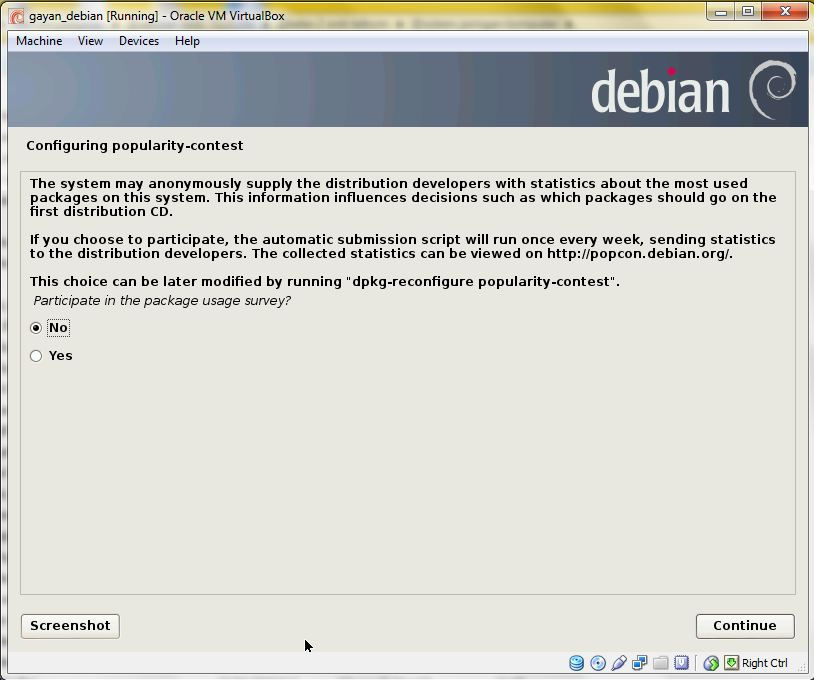 gayan_debian [Running] - Oracle VM VirtualBox
Machine View Devices Help
debian
Configuring popularity-contest
The system may anonymously supply the distribution developers with statistics about the most used
packages on this system. This information influences decisions such as which packages should go on the
first distribution CD.
If you choose to participate, the automatic submission script will run once every week, sending statistics
to the distribution developers. The collected statistics can be viewed on http://popcon.debian.org/.
This choice can be later modified by running "dpkg-reconfigure popularity-contest".
Participate in the package usage survey?
No
Yes
Screenshot
Continue
Right Ctrl